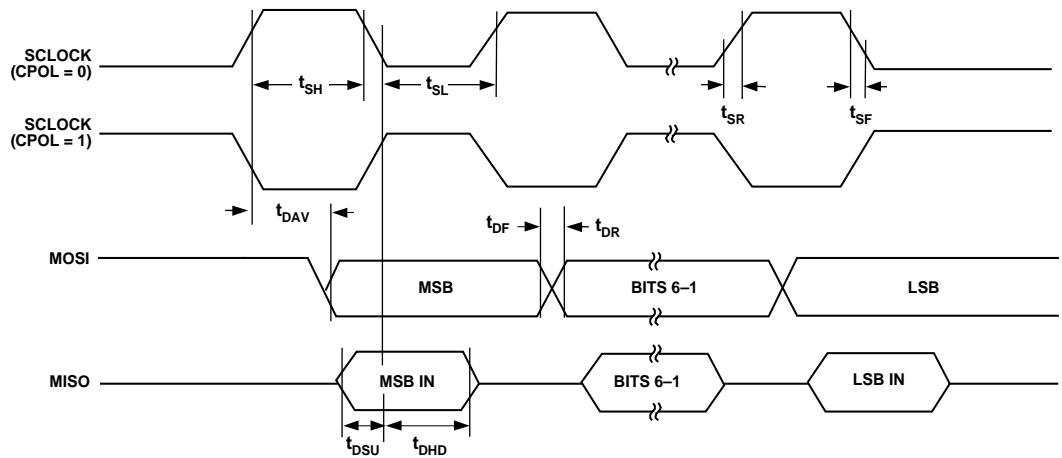 SCLOCK
(CPOL = 0)
tSH
tSL
tSR
tSF
SCLOCK
(CPOL = 1)
tDAV
tDF
tDR
MOSI
MSB
BITS 6–1
LSB
MISO
MSB IN
BITS 6–1
LSB IN
tDSU
tDHD